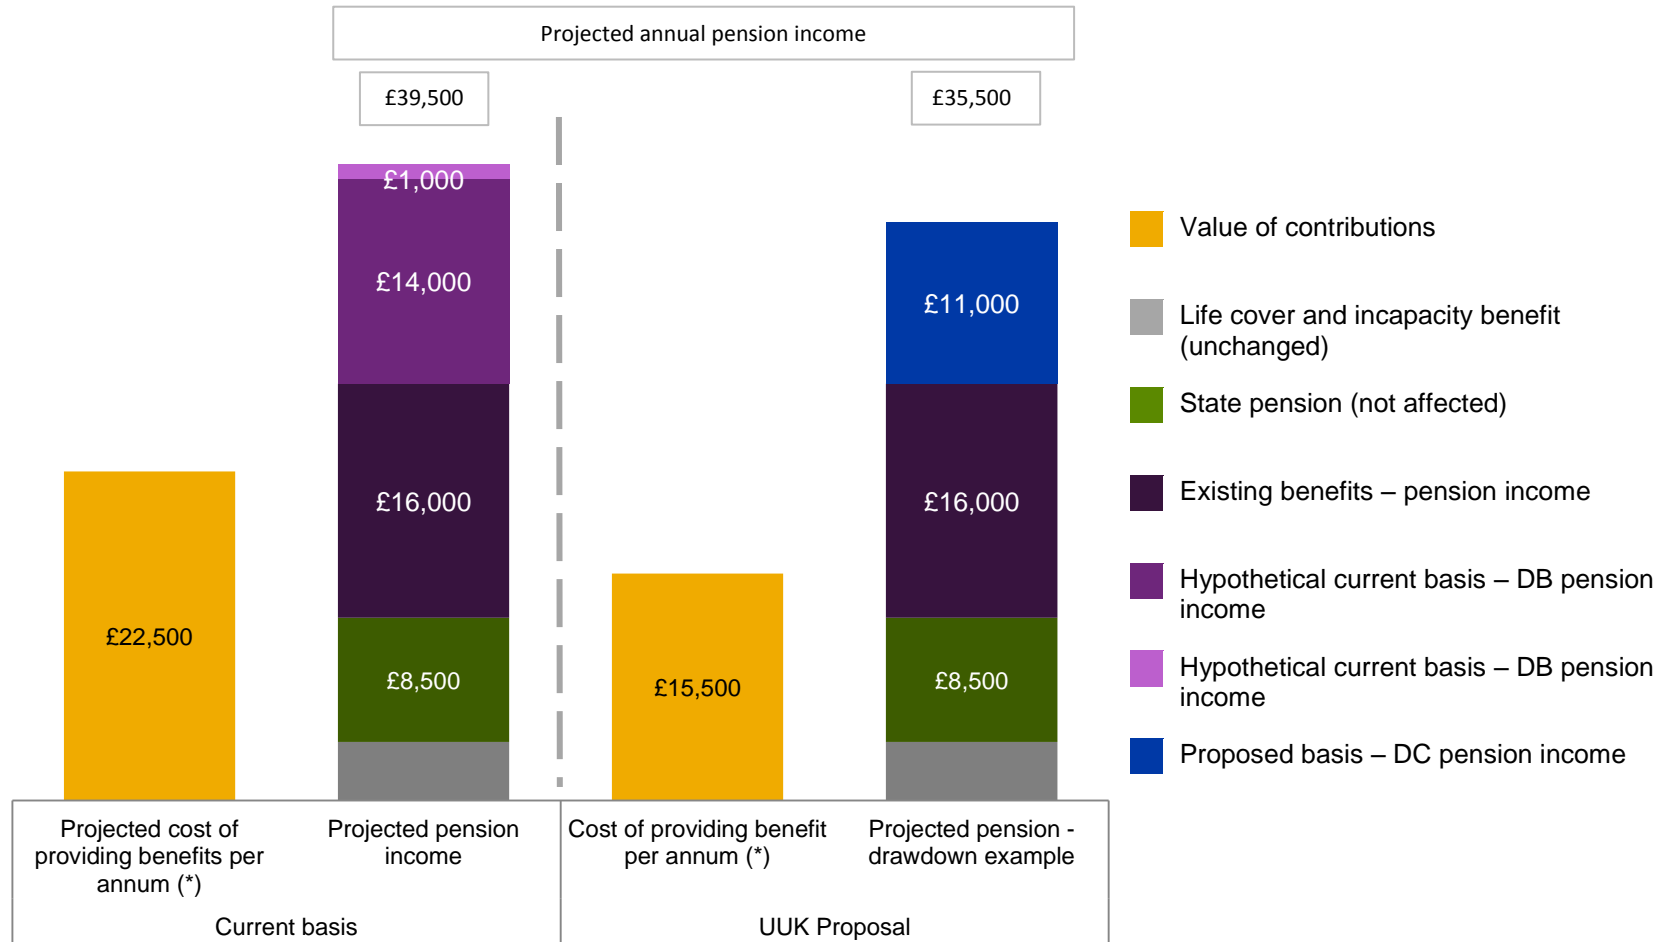 Projected annual pension income
£39,500
£35,500
£1,000
£14,000
£16,000
£8,500
£22,500
£11,000
£16,000
£8,500
£15,500
Value of contributions
Life cover and incapacity benefit
(unchanged)
State pension (not affected)
Existing benefits – pension income
Hypothetical current basis – DB pension
income
Hypothetical current basis – DB pension
income
Proposed basis – DC pension income
Projected cost of
providing benefits per
annum (*)
Projected pension
income
Cost of providing benefit
per annum (*)
Projected pension -
drawdown example
Current basis
UUK Proposal